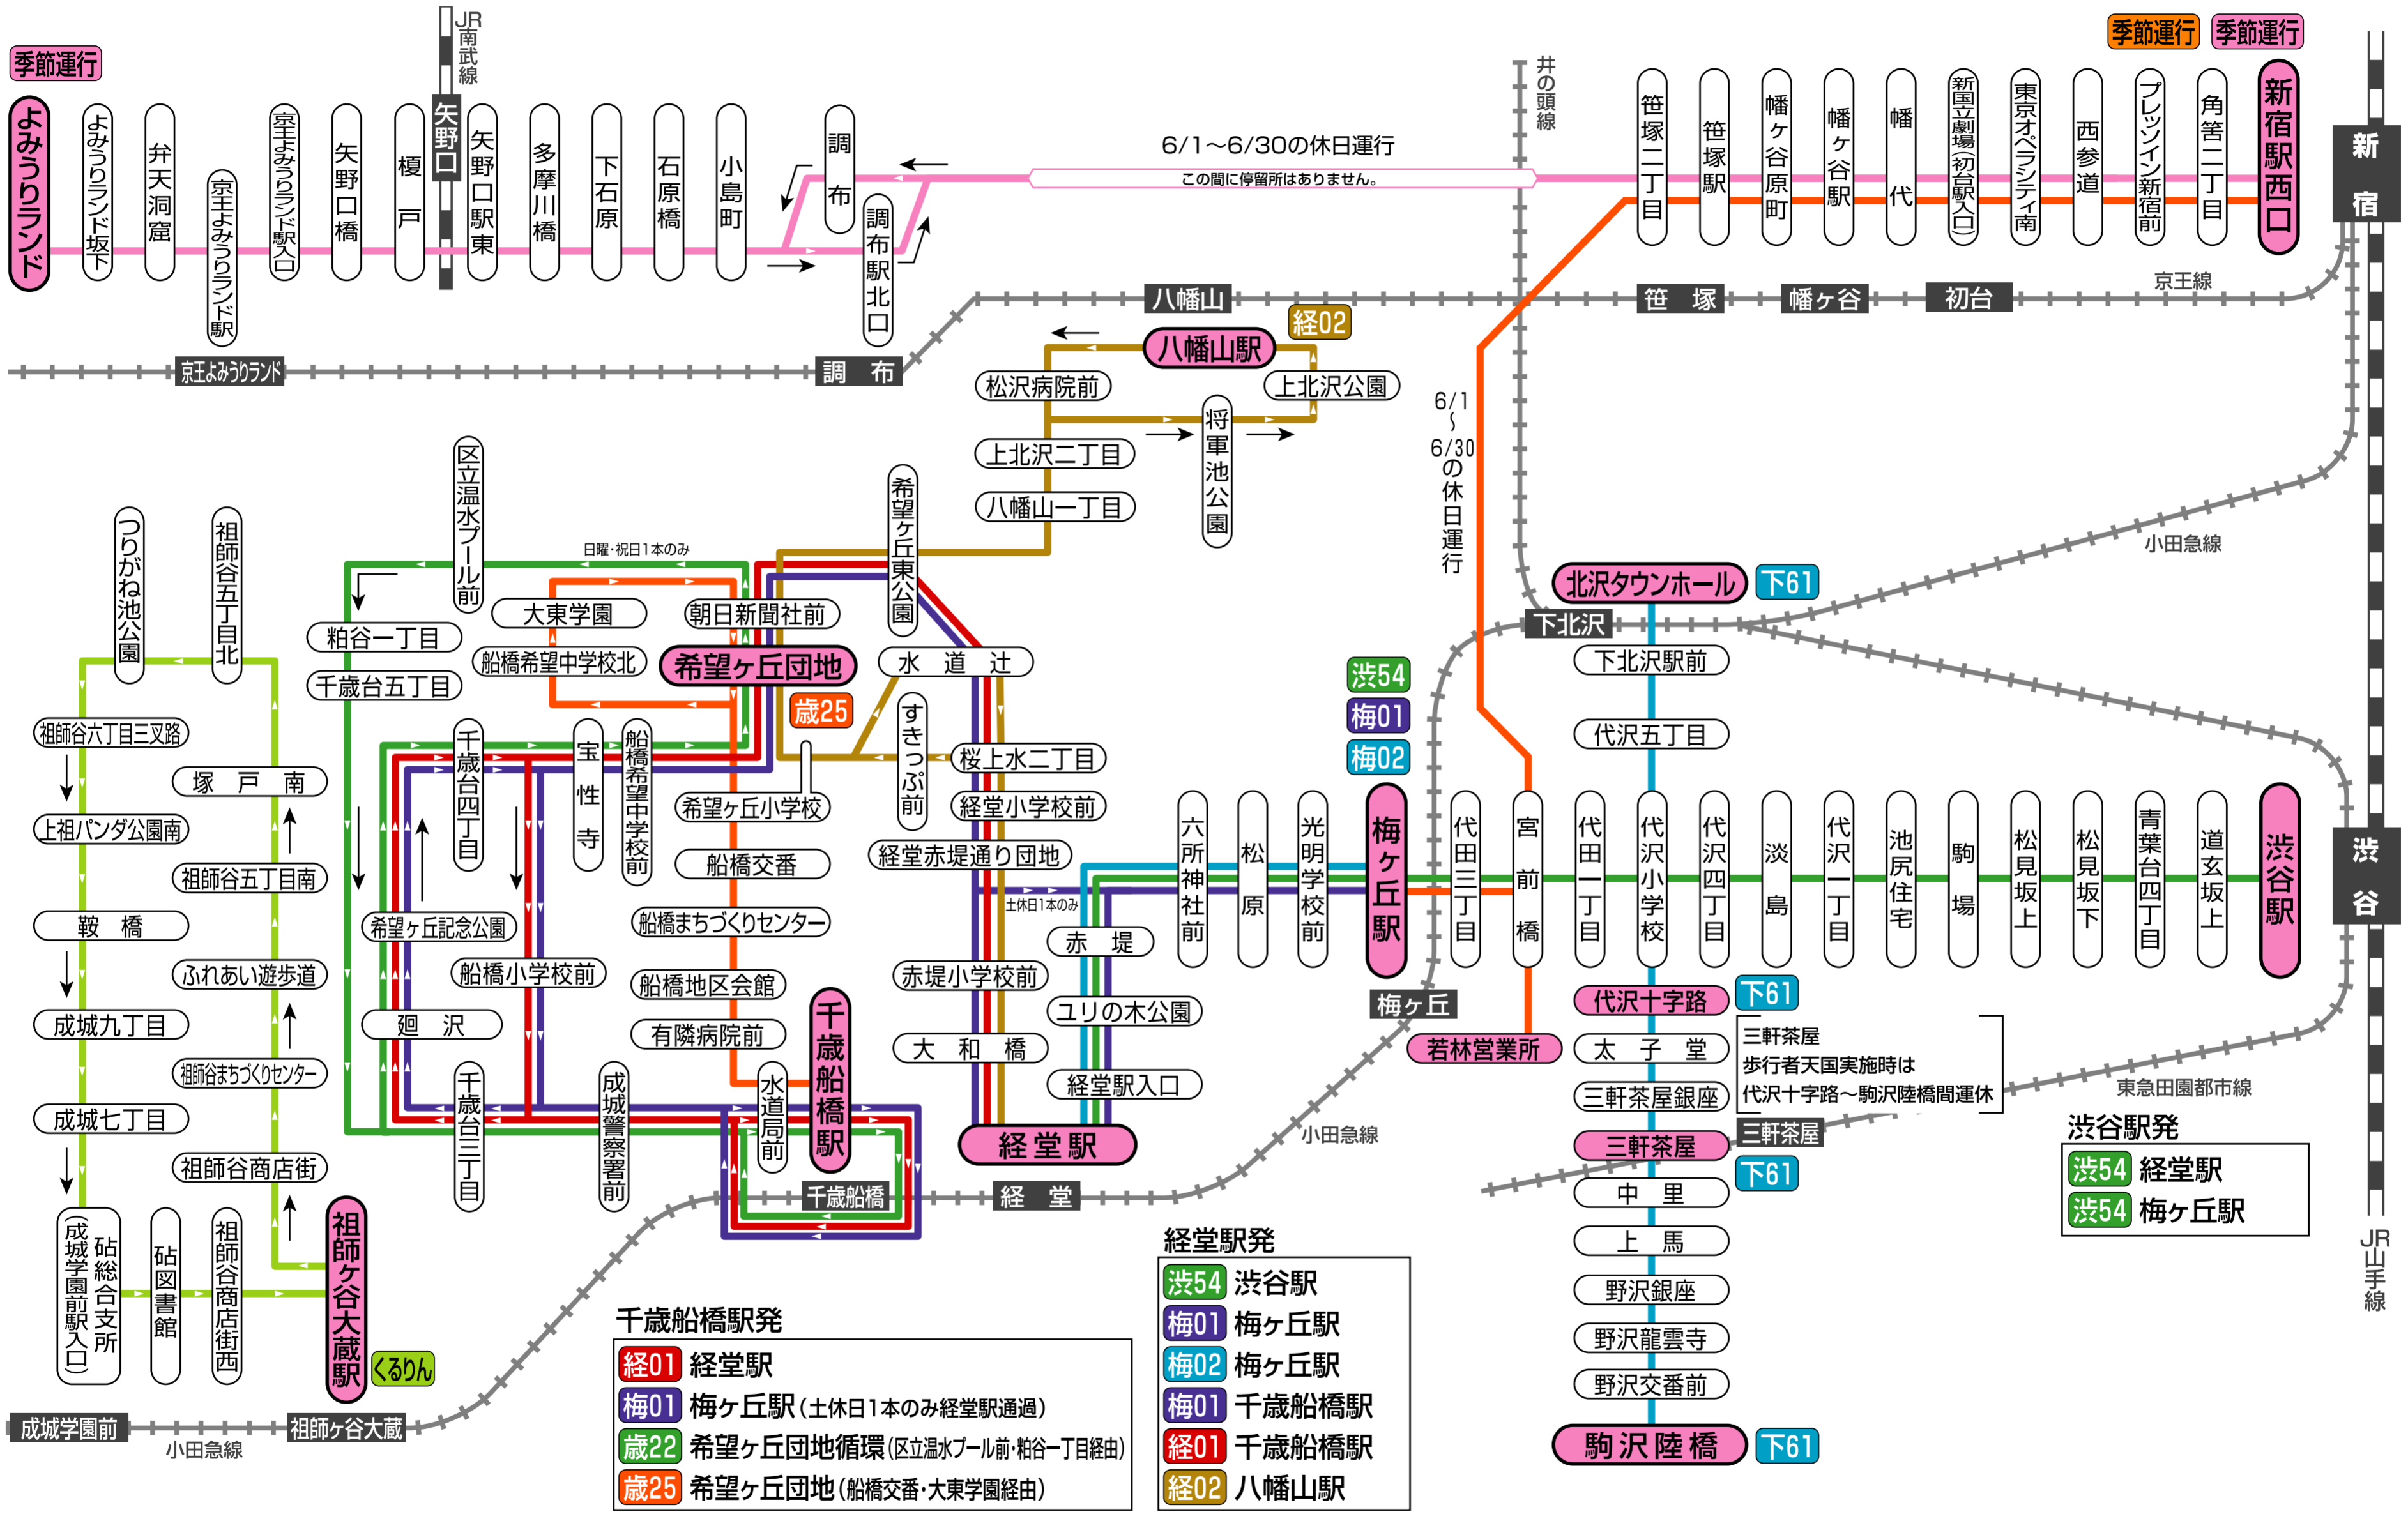 季節運行
よみうりランド
よみうりランド坂下
弁天洞窟
京王よみうりランド駅
京王よみうりランド駅入口
矢野口橋
榎戸
JR南武線
矢野口
矢野口駅東
多摩川橋
下石原
石原橋
小島町
調布
調布駅北口
6/1〜6/30の休日運行
この間に停留所はありません。
井の頭線
季節運行
季節運行
笹塚二丁目
笹塚駅
幡ヶ谷原町
幡ヶ谷駅
幡代
新国立劇場(初台駅入口)
東京オペラシティ南
西参道
プレッソイン新宿前
角筈二丁目
新宿駅西口
新宿
京王よみうりランド
調布
八幡山
笹塚
幡ヶ谷
初台
京王線
経02
八幡山駅
松沢病院前
上北沢公園
将軍池公園
上北沢二丁目
八幡山一丁目
6/1〜6/30の休日運行
小田急線
区立温水プール前
日曜・祝日1本のみ
希望ヶ丘東公園
大東学園
朝日新聞社前
粕谷一丁目
船橋希望中学校北
希望ヶ丘団地
千歳台五丁目
歳25
水道辻
すきっぷ前
桜上水二丁目
経堂小学校前
経堂赤堤通り団地
赤堤小学校前
大和橋
千歳台四丁目
宝性寺
船橋希望中学校前
希望ヶ丘小学校
船橋交番
船橋まちづくりセンター
船橋地区会館
有隣病院前
希望ヶ丘記念公園
船橋小学校前
廻沢
千歳台三丁目
成城警察署前
水道局前
千歳船橋駅
千歳船橋
経堂駅
経堂
土休日1本のみ
赤堤
ユリの木公園
経堂駅入口
小田急線
つりがね池公園
祖師谷五丁目北
祖師谷六丁目三叉路
塚戸南
上祖パンダ公園南
祖師谷五丁目南
鞍橋
ふれあい遊歩道
成城九丁目
祖師谷まちづくりセンター
成城七丁目
祖師谷商店街
砧総合支所
(成城学園前駅入口)
砧図書館
祖師谷商店街西
祖師ヶ谷大蔵駅
くるりん
成城学園前
小田急線
祖師ヶ谷大蔵
北沢タウンホール
下61
下北沢
下北沢駅前
代沢五丁目
渋54
梅01
梅02
六所神社前
松原
光明学校前
梅ヶ丘駅
代田三丁目
宮前橋
代田一丁目
代沢小学校
代沢四丁目
淡島
代沢一丁目
池尻住宅
駒場
松見坂上
松見坂下
青葉台四丁目
道玄坂上
渋谷駅
渋谷
梅ヶ丘
若林営業所
代沢十字路
下61
太子堂
三軒茶屋
歩行者天国実施時は
代沢十字路〜駒沢陸橋間運休
三軒茶屋銀座
三軒茶屋
三軒茶屋
下61
東急田園都市線
中里
上馬
野沢銀座
野沢龍雲寺
野沢交番前
駒沢陸橋
下61
JR山手線
渋谷駅発
渋54 経堂駅
渋54 梅ヶ丘駅
千歳船橋駅発
経01 経堂駅
梅01 梅ヶ丘駅(土休日1本のみ経堂駅通過)
歳22 希望ヶ丘団地循環(区立温水プール前・粕谷一丁目経由)
歳25 希望ヶ丘団地(船橋交番・大東学園経由)
経堂駅発
渋54 渋谷駅
梅01 梅ヶ丘駅
梅02 梅ヶ丘駅
梅01 千歳船橋駅
経01 千歳船橋駅
経02 八幡山駅